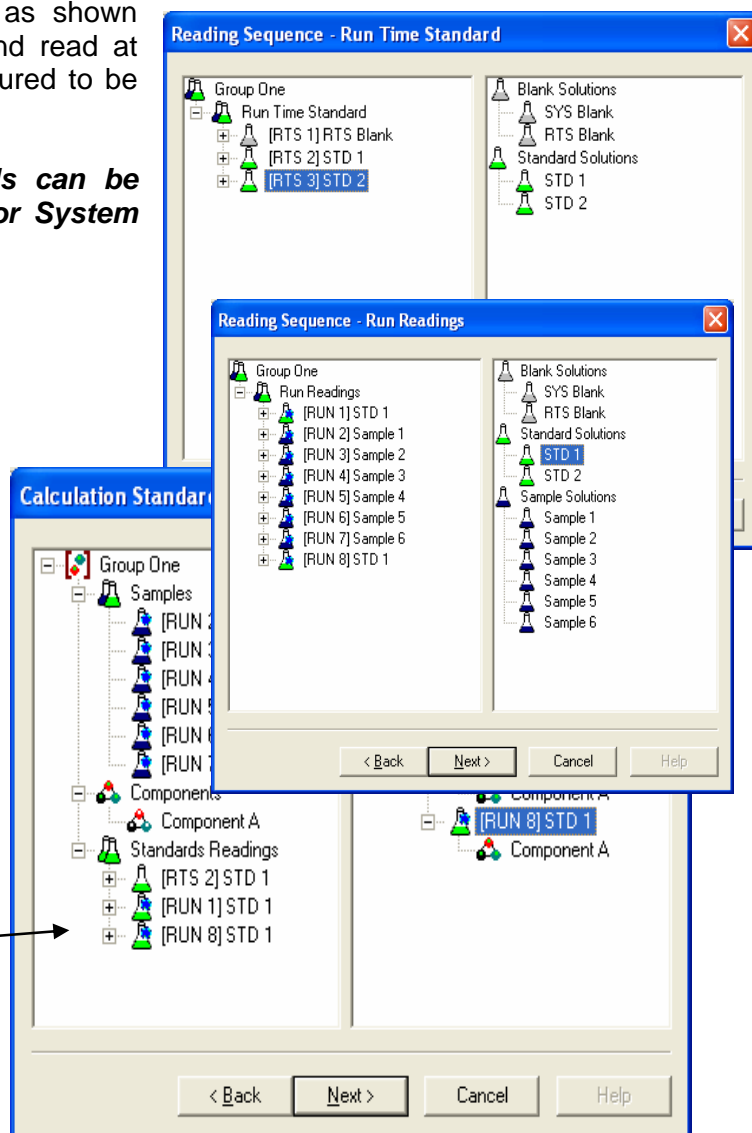 as shown
nd read at
ured to be
ls can be
or System
Reading Sequence - Run Time Standard
Group One
Run Time Standard
[RTS 1] RTS Blank
[RTS 2] STD 1
[RTS 3] STD 2
Blank Solutions
SYS Blank
RTS Blank
Standard Solutions
STD 1
STD 2
Reading Sequence - Run Readings
Group One
Run Readings
[RUN 1] STD 1
[RUN 2] Sample 1
[RUN 3] Sample 2
[RUN 4] Sample 3
[RUN 5] Sample 4
[RUN 6] Sample 5
[RUN 7] Sample 6
[RUN 8] STD 1
Blank Solutions
SYS Blank
RTS Blank
Standard Solutions
STD 1
STD 2
Sample Solutions
Sample 1
Sample 2
Sample 3
Sample 4
Sample 5
Sample 6
< Back Next > Cancel Help
Calculation Standar
Group One
Samples
[RUN 2
[RUN 3
[RUN 4
[RUN 5
[RUN 6
[RUN 7
Components
Component A
Standards Readings
[RTS 2] STD 1
[RUN 1] STD 1
[RUN 8] STD 1
Component A
[RUN 8] STD 1
Component A
< Back Next > Cancel Help